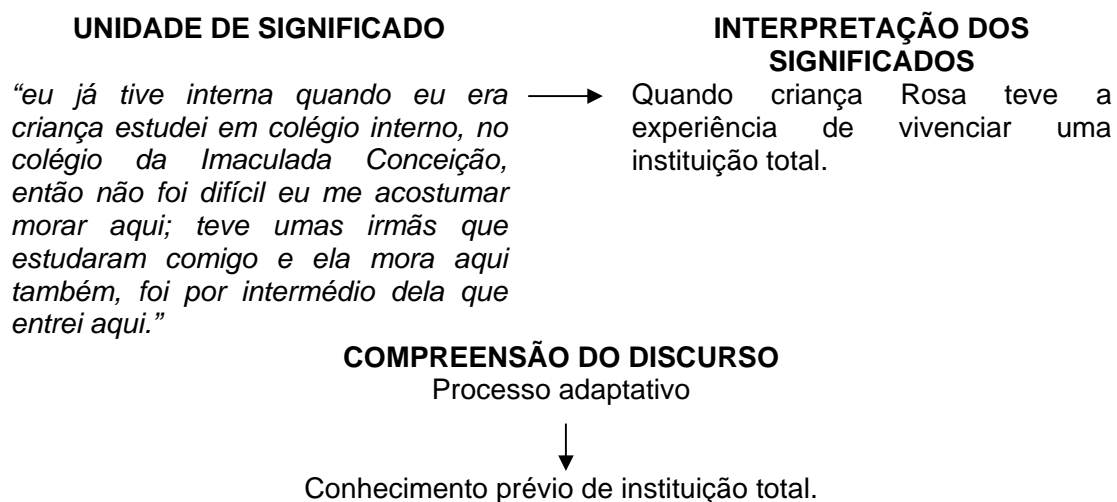 UNIDADE DE SIGNIFICADO
“eu já tive interna quando eu era
criança estudei em colégio interno, no
colégio da Imaculada Conceição,
então não foi difícil eu me acostumar
morar aqui; teve umas irmãs que
estudaram comigo e ela mora aqui
também, foi por intermédio dela que
entrei aqui.”
INTERPRETAÇÃO DOS
SIGNIFICADOS
Quando criança Rosa teve a
experiência de vivenciar uma
instituição total.
COMPREENSÃO DO DISCURSO
Processo adaptativo
Conhecimento prévio de instituição total.